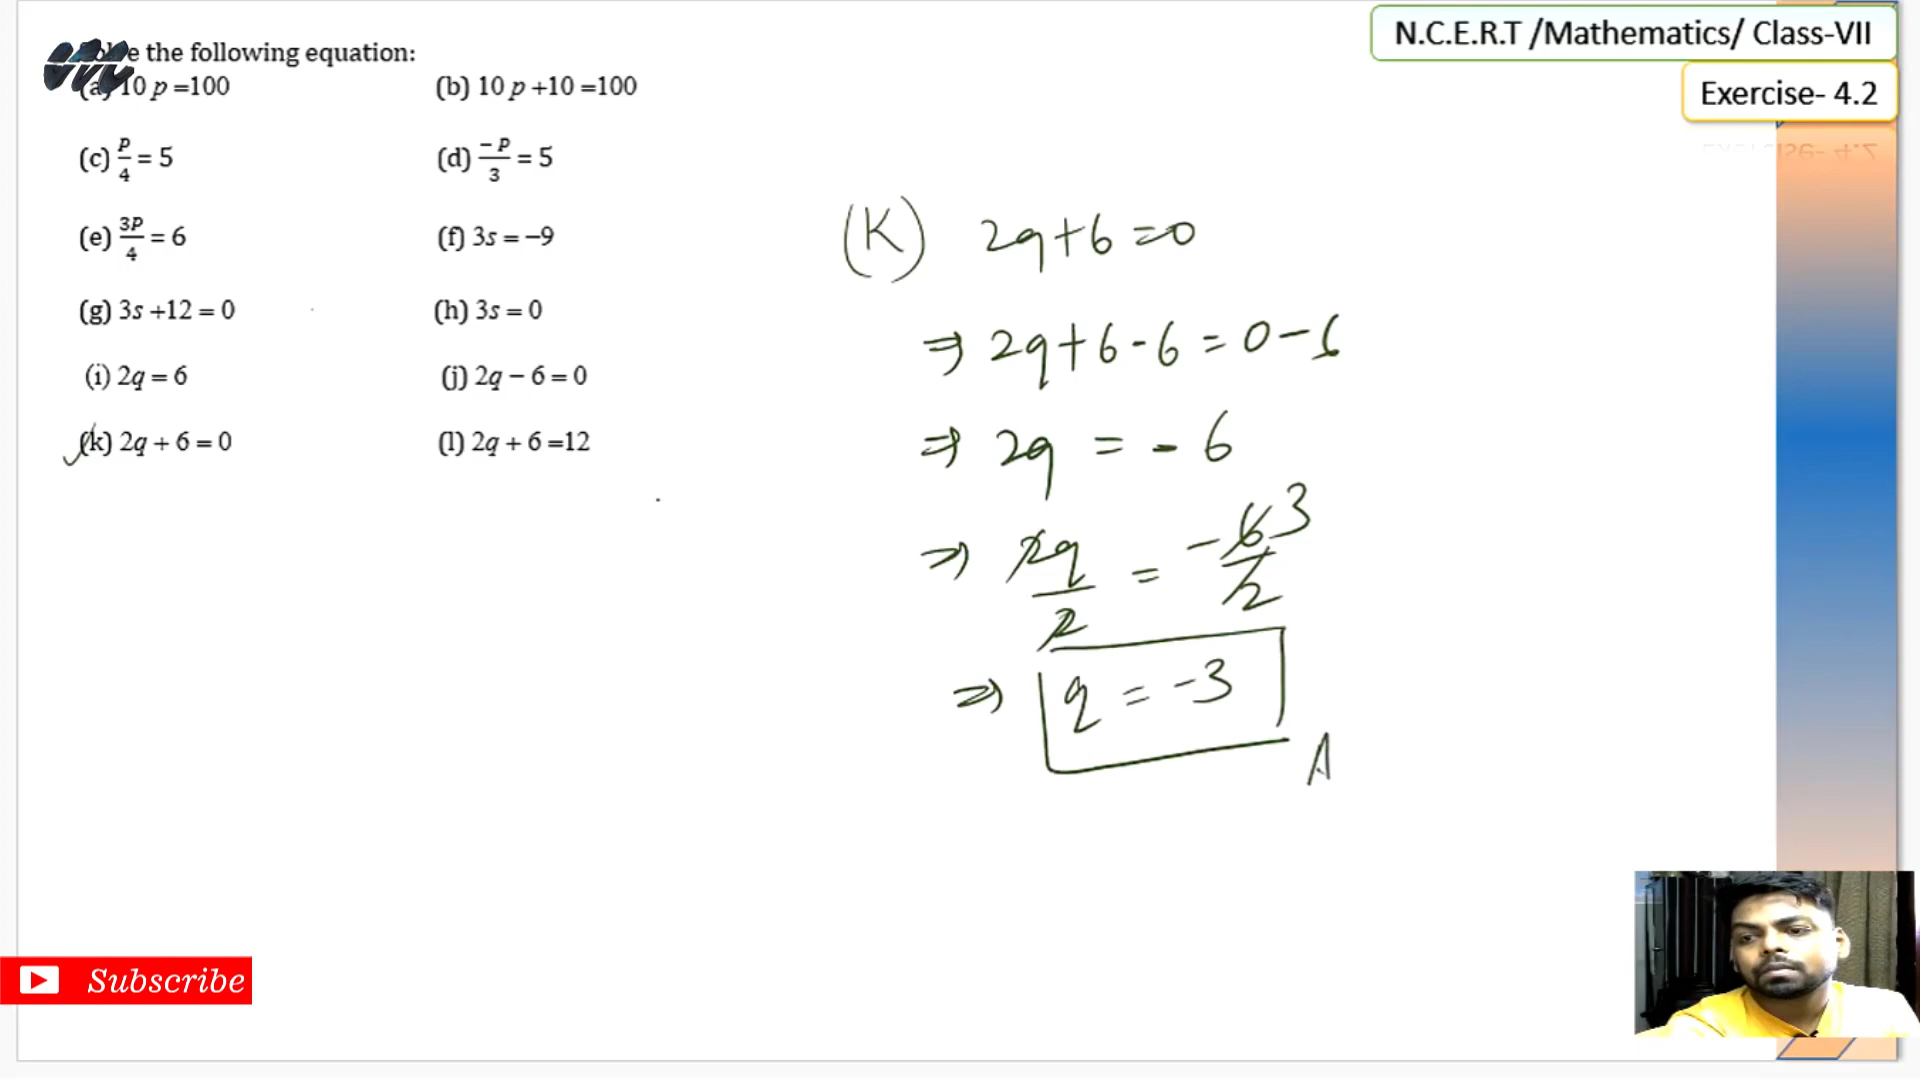 N.C.E.R.T /Mathematics/ Class-VII
Exercise- 4.2
the following equation:
(a) 10 p =100
(b) 10 p +10 =100
(c) P/4 = 5
(d) −P/3 = 5
(e) 3P/4 = 6
(f) 3s = −9
(g) 3s +12 = 0
(h) 3s = 0
(i) 2q = 6
(j) 2q − 6 = 0
(k) 2q + 6 = 0
(l) 2q + 6 =12
(K) 2q+6=0
⇒ 2q+6-6=0-6
⇒ 2q = -6
⇒ 2q/2 = -6/2 3
⇒ q = -3
A
Subscribe